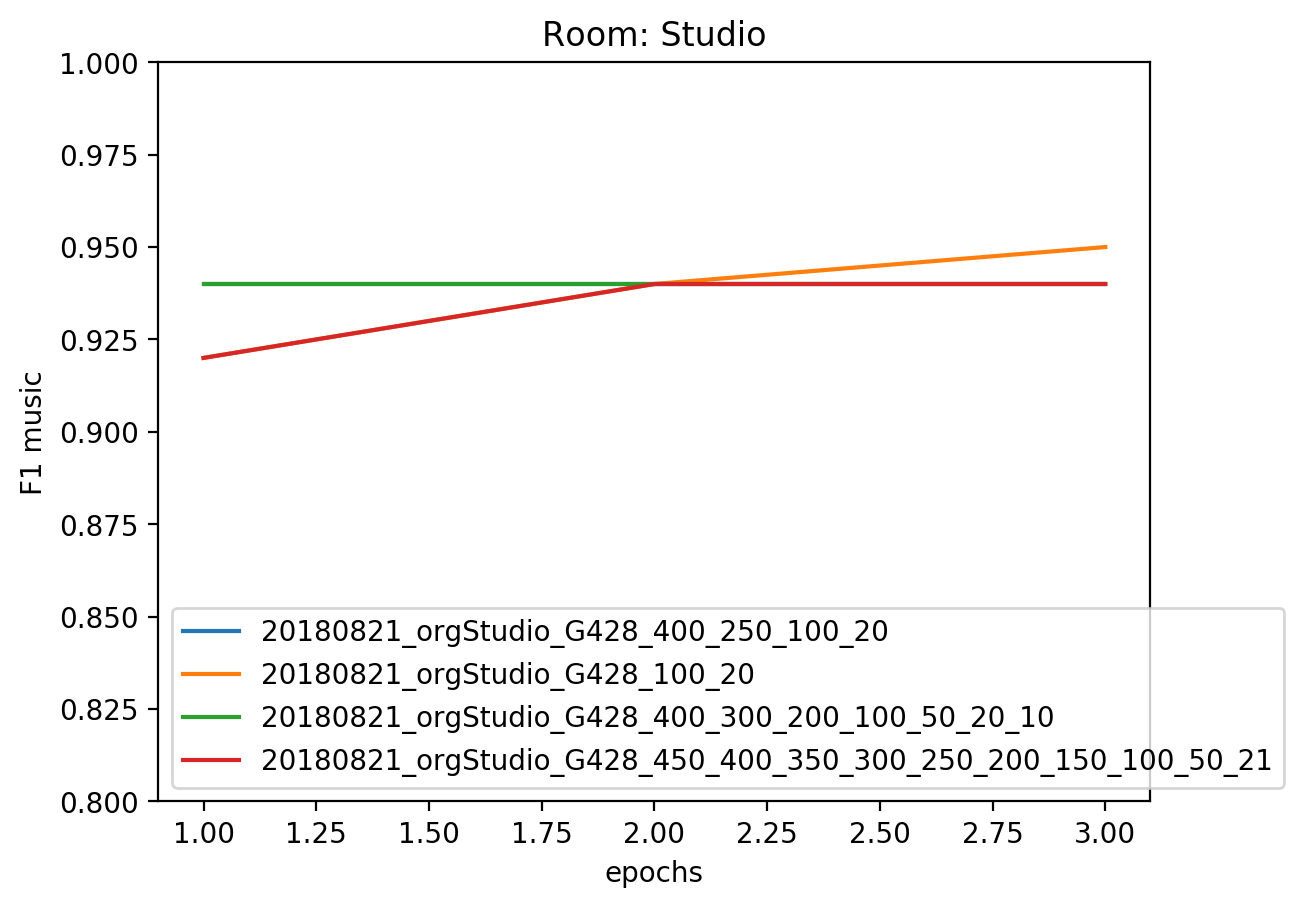 Room: Studio
1.000
0.975
0.950
0.925
0.900
0.875
0.850
0.825
0.800
F1 music
20180821_orgStudio_G428_400_250_100_20
20180821_orgStudio_G428_100_20
20180821_orgStudio_G428_400_300_200_100_50_20_10
20180821_orgStudio_G428_450_400_350_300_250_200_150_100_50_21
1.00 1.25 1.50 1.75 2.00 2.25 2.50 2.75 3.00
epochs